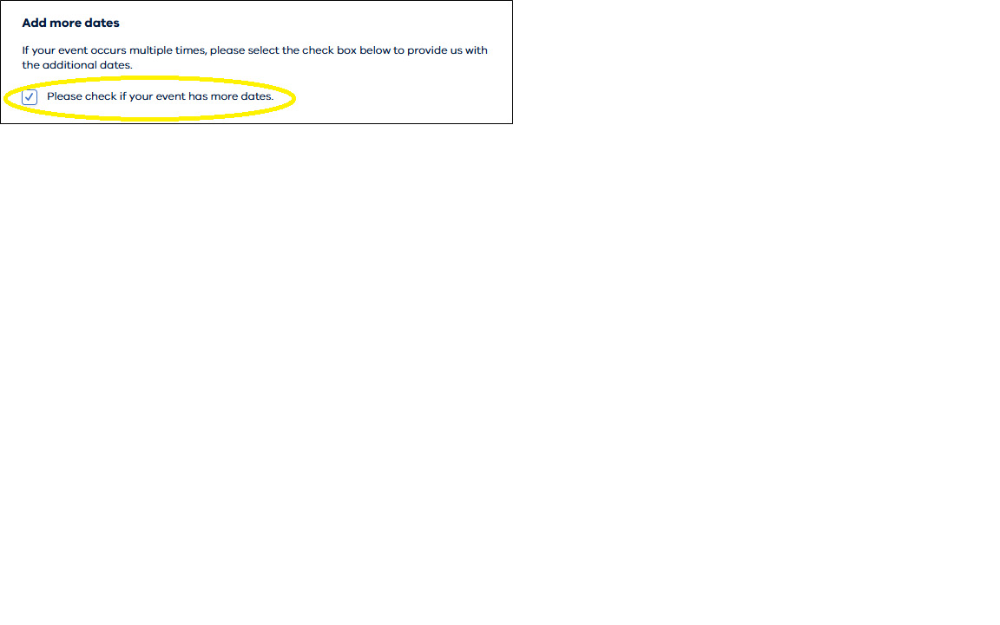 Add more dates
If your event occurs multiple times, please select the check box below to provide us with
the additional dates.
Please check if your event has more dates.